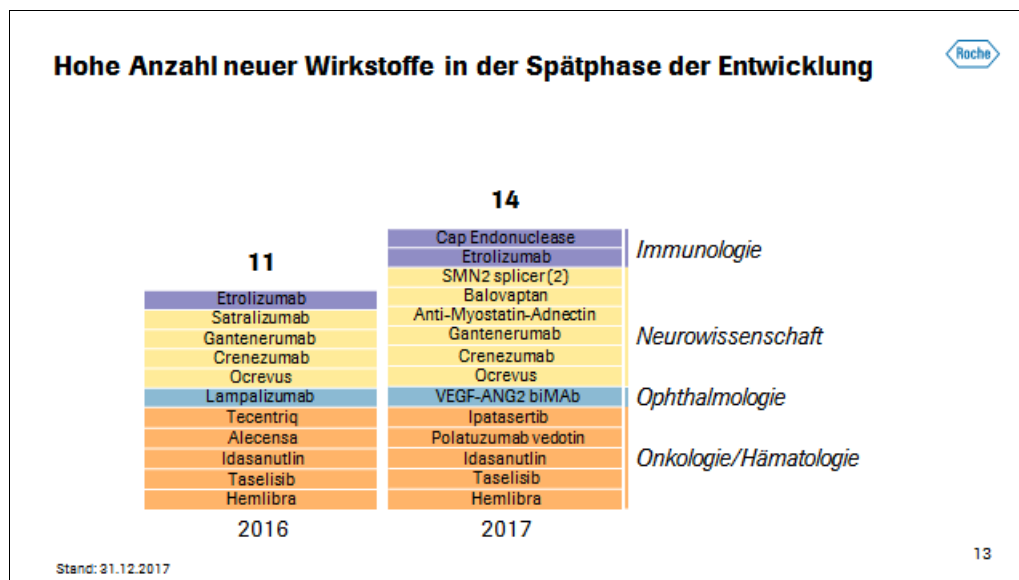 Hohe Anzahl neuer Wirkstoffe in der Spätphase der Entwicklung
Roche
11
Etrolizumab
Satralizumab
Gantenerumab
Crenezumab
Ocrevus
Lampalizumab
Tecentriq
Alecensa
Idasanutlin
Taselisib
Hemlibra
2016
14
Cap Endonuclease
Etrolizumab
SMN2 splicer (2)
Balovaptan
Anti-Myostatin-Adnectin
Gantenerumab
Crenezumab
Ocrevus
VEGF-ANG2 biMAb
Ipatasertib
Polatuzumab vedotin
Idasanutlin
Taselisib
Hemlibra
2017
Immunologie
Neurowissenschaft
Ophthalmologie
Onkologie/Hämatologie
Stand: 31.12.2017
13